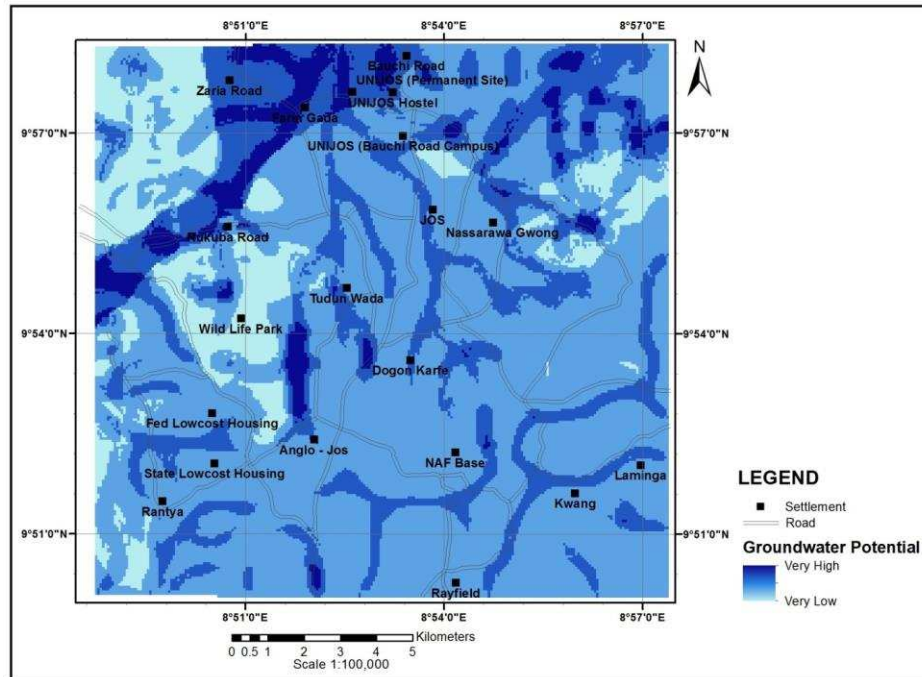 8°51'0"E
8°54'0"E
8°57'0"E
N
Bauchi Road
UNIJOS (Permanent Site)
Zaria Road
UNIJOS Hostel
Farin Gada
9°57'0"N
9°57'0"N
UNIJOS (Bauchi Road Campus)
JOS
Nassarawa Gwong
Rukuba Road
Tudun Wada
Wild Life Park
9°54'0"N
9°54'0"N
Dogon Karfe
Fed Lowcost Housing
Anglo - Jos
NAF Base
State Lowcost Housing
Laminga
Kwang
Rantya
9°51'0"N
9°51'0"N
Rayfield
LEGEND
Settlement
Road
Groundwater Potential
Very High
Very Low
8°51'0"E
8°54'0"E
8°57'0"E
Kilometers
0 0.5 1 2 3 4 5
Scale 1:100,000